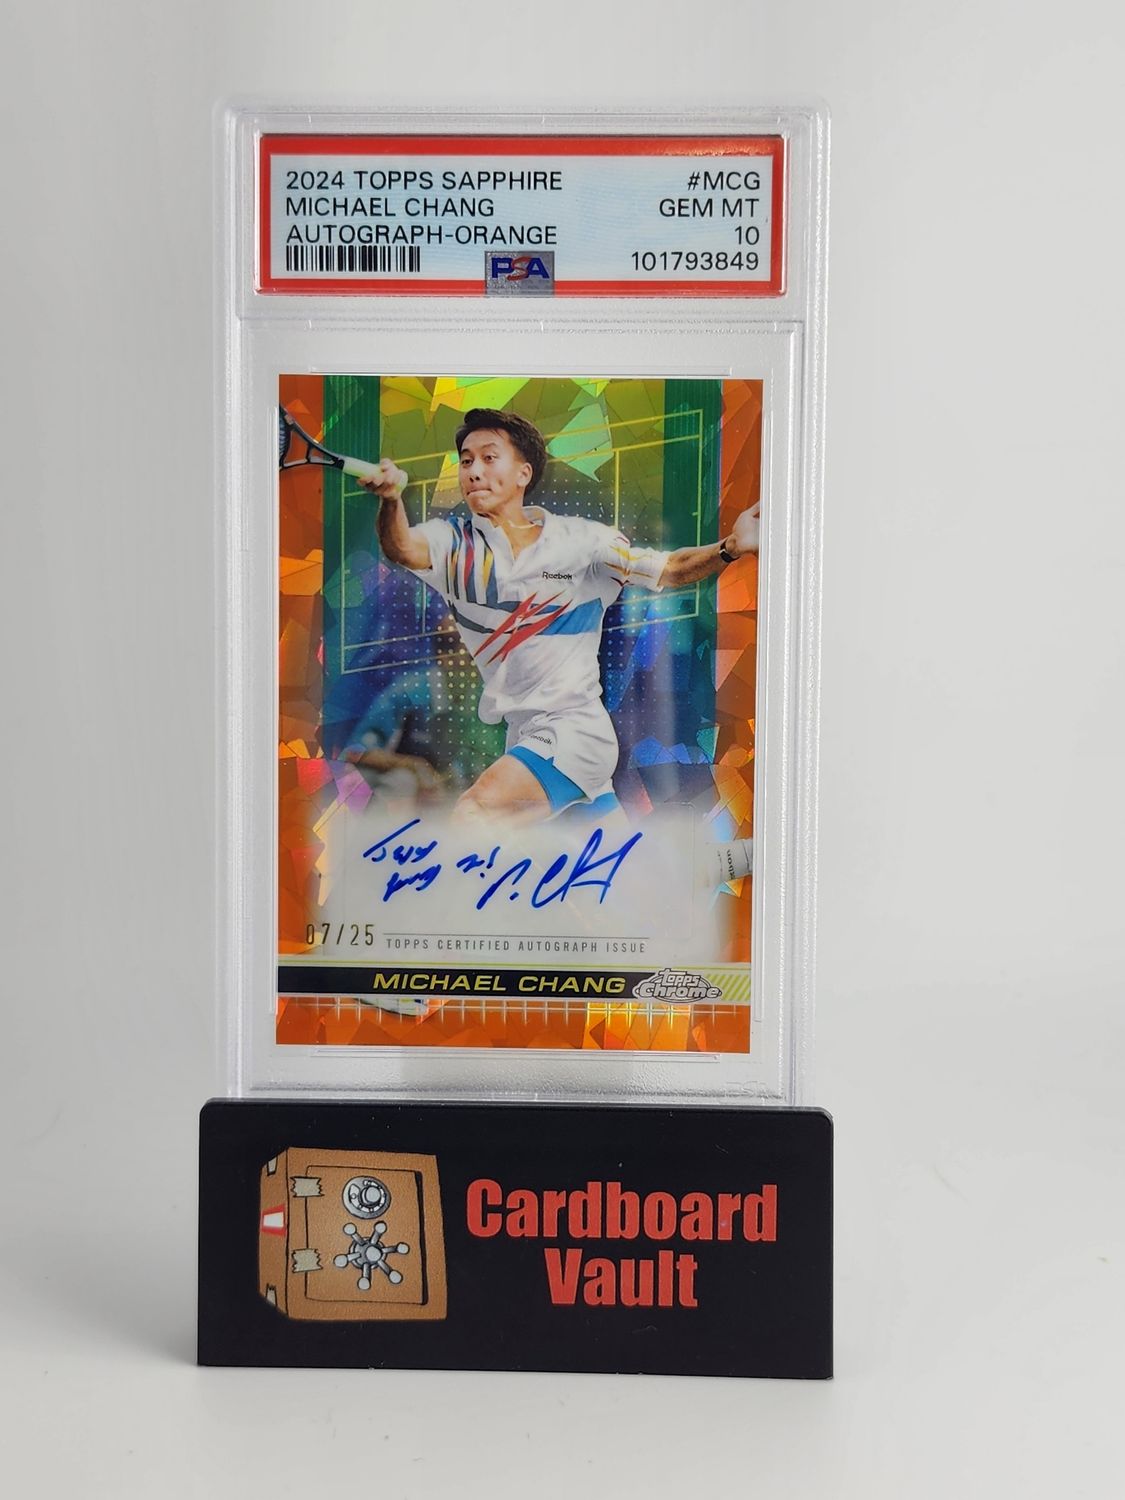 2024 TOPPS SAPPHIRE #MCG
MICHAEL CHANG GEM MT
AUTOGRAPH-ORANGE 10
PSA 101793849
Reebok
Reebok
07/25 TOPPS CERTIFIED AUTOGRAPH ISSUE
MICHAEL CHANG topps Chrome
Cardboard
Vault